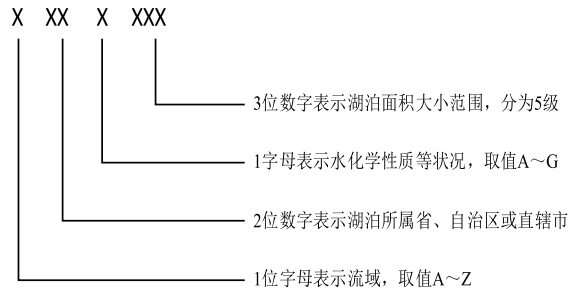 X XX X XXX
3位数字表示湖泊面积大小范围，分为5级
1字母表示水化学性质等状况，取值A～G
2位数字表示湖泊所属省、自治区或直辖市
1位字母表示流域，取值A～Z